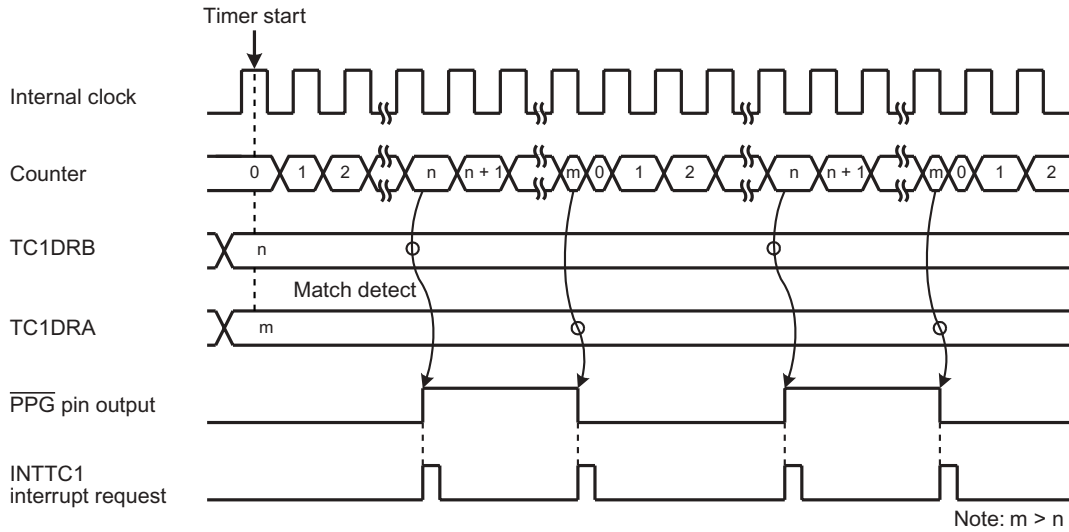 Timer start
Internal clock
Counter
0 1 2 n n + 1 m 0 1 2 n n + 1 m 0 1 2
TC1DRB
n
Match detect
TC1DRA
m
PPG pin output
INTTC1
interrupt request
Note: m > n